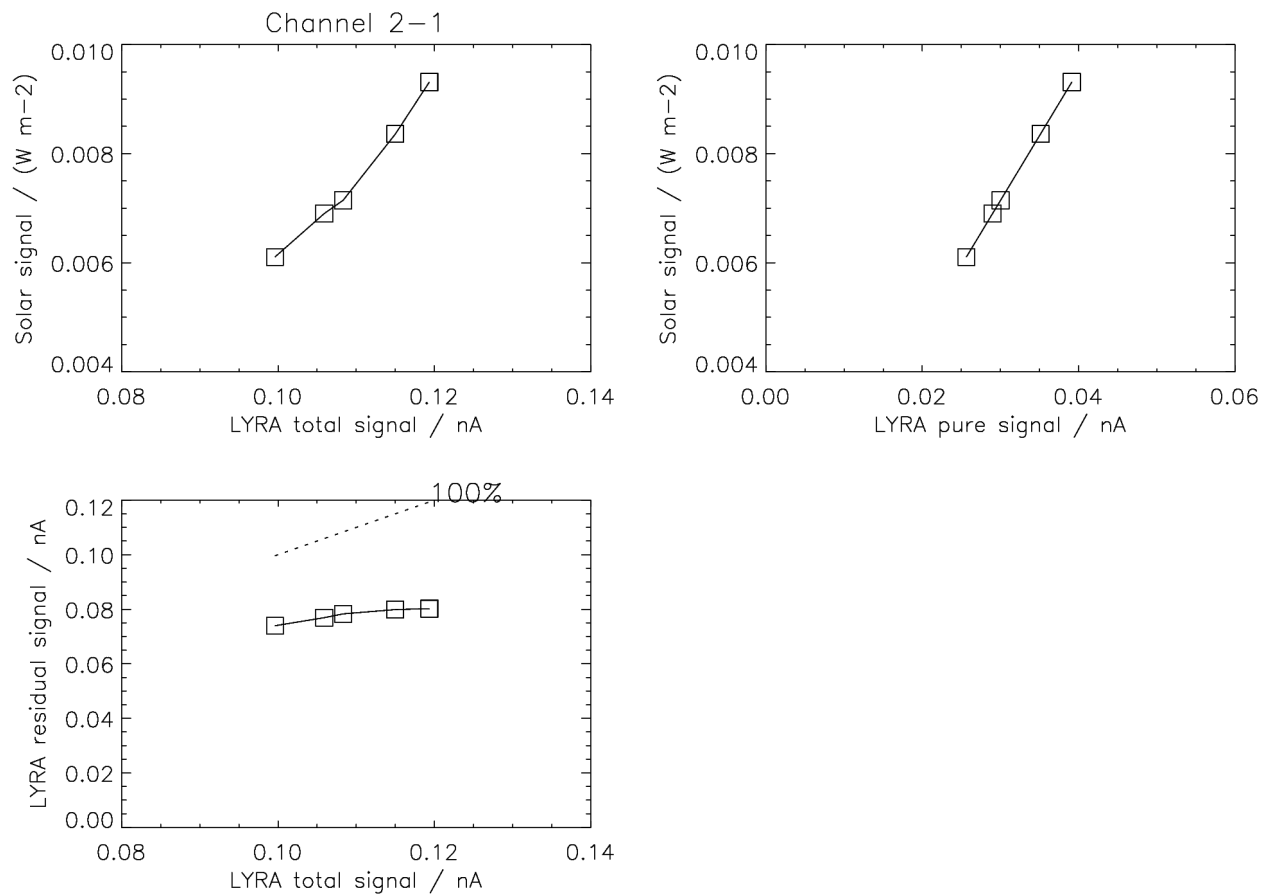 Channel 2-1
0.010
0.008
0.006
0.004
Solar signal / (W m-2)
0.08 0.10 0.12 0.14
LYRA total signal / nA
0.010
0.008
0.006
0.004
Solar signal / (W m-2)
0.00 0.02 0.04 0.06
LYRA pure signal / nA
100%
0.12
0.10
0.08
0.06
0.04
0.02
0.00
LYRA residual signal / nA
0.08 0.10 0.12 0.14
LYRA total signal / nA